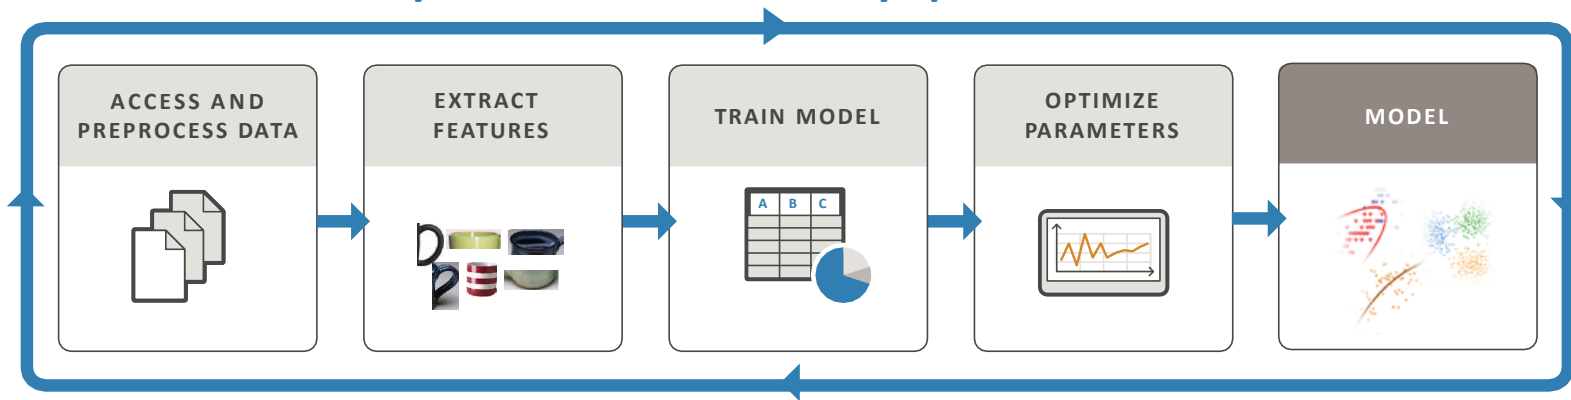 ACCESS AND
PREPROCESS DATA
EXTRACT
FEATURES
TRAIN MODEL
OPTIMIZE
PARAMETERS
MODEL
A B C